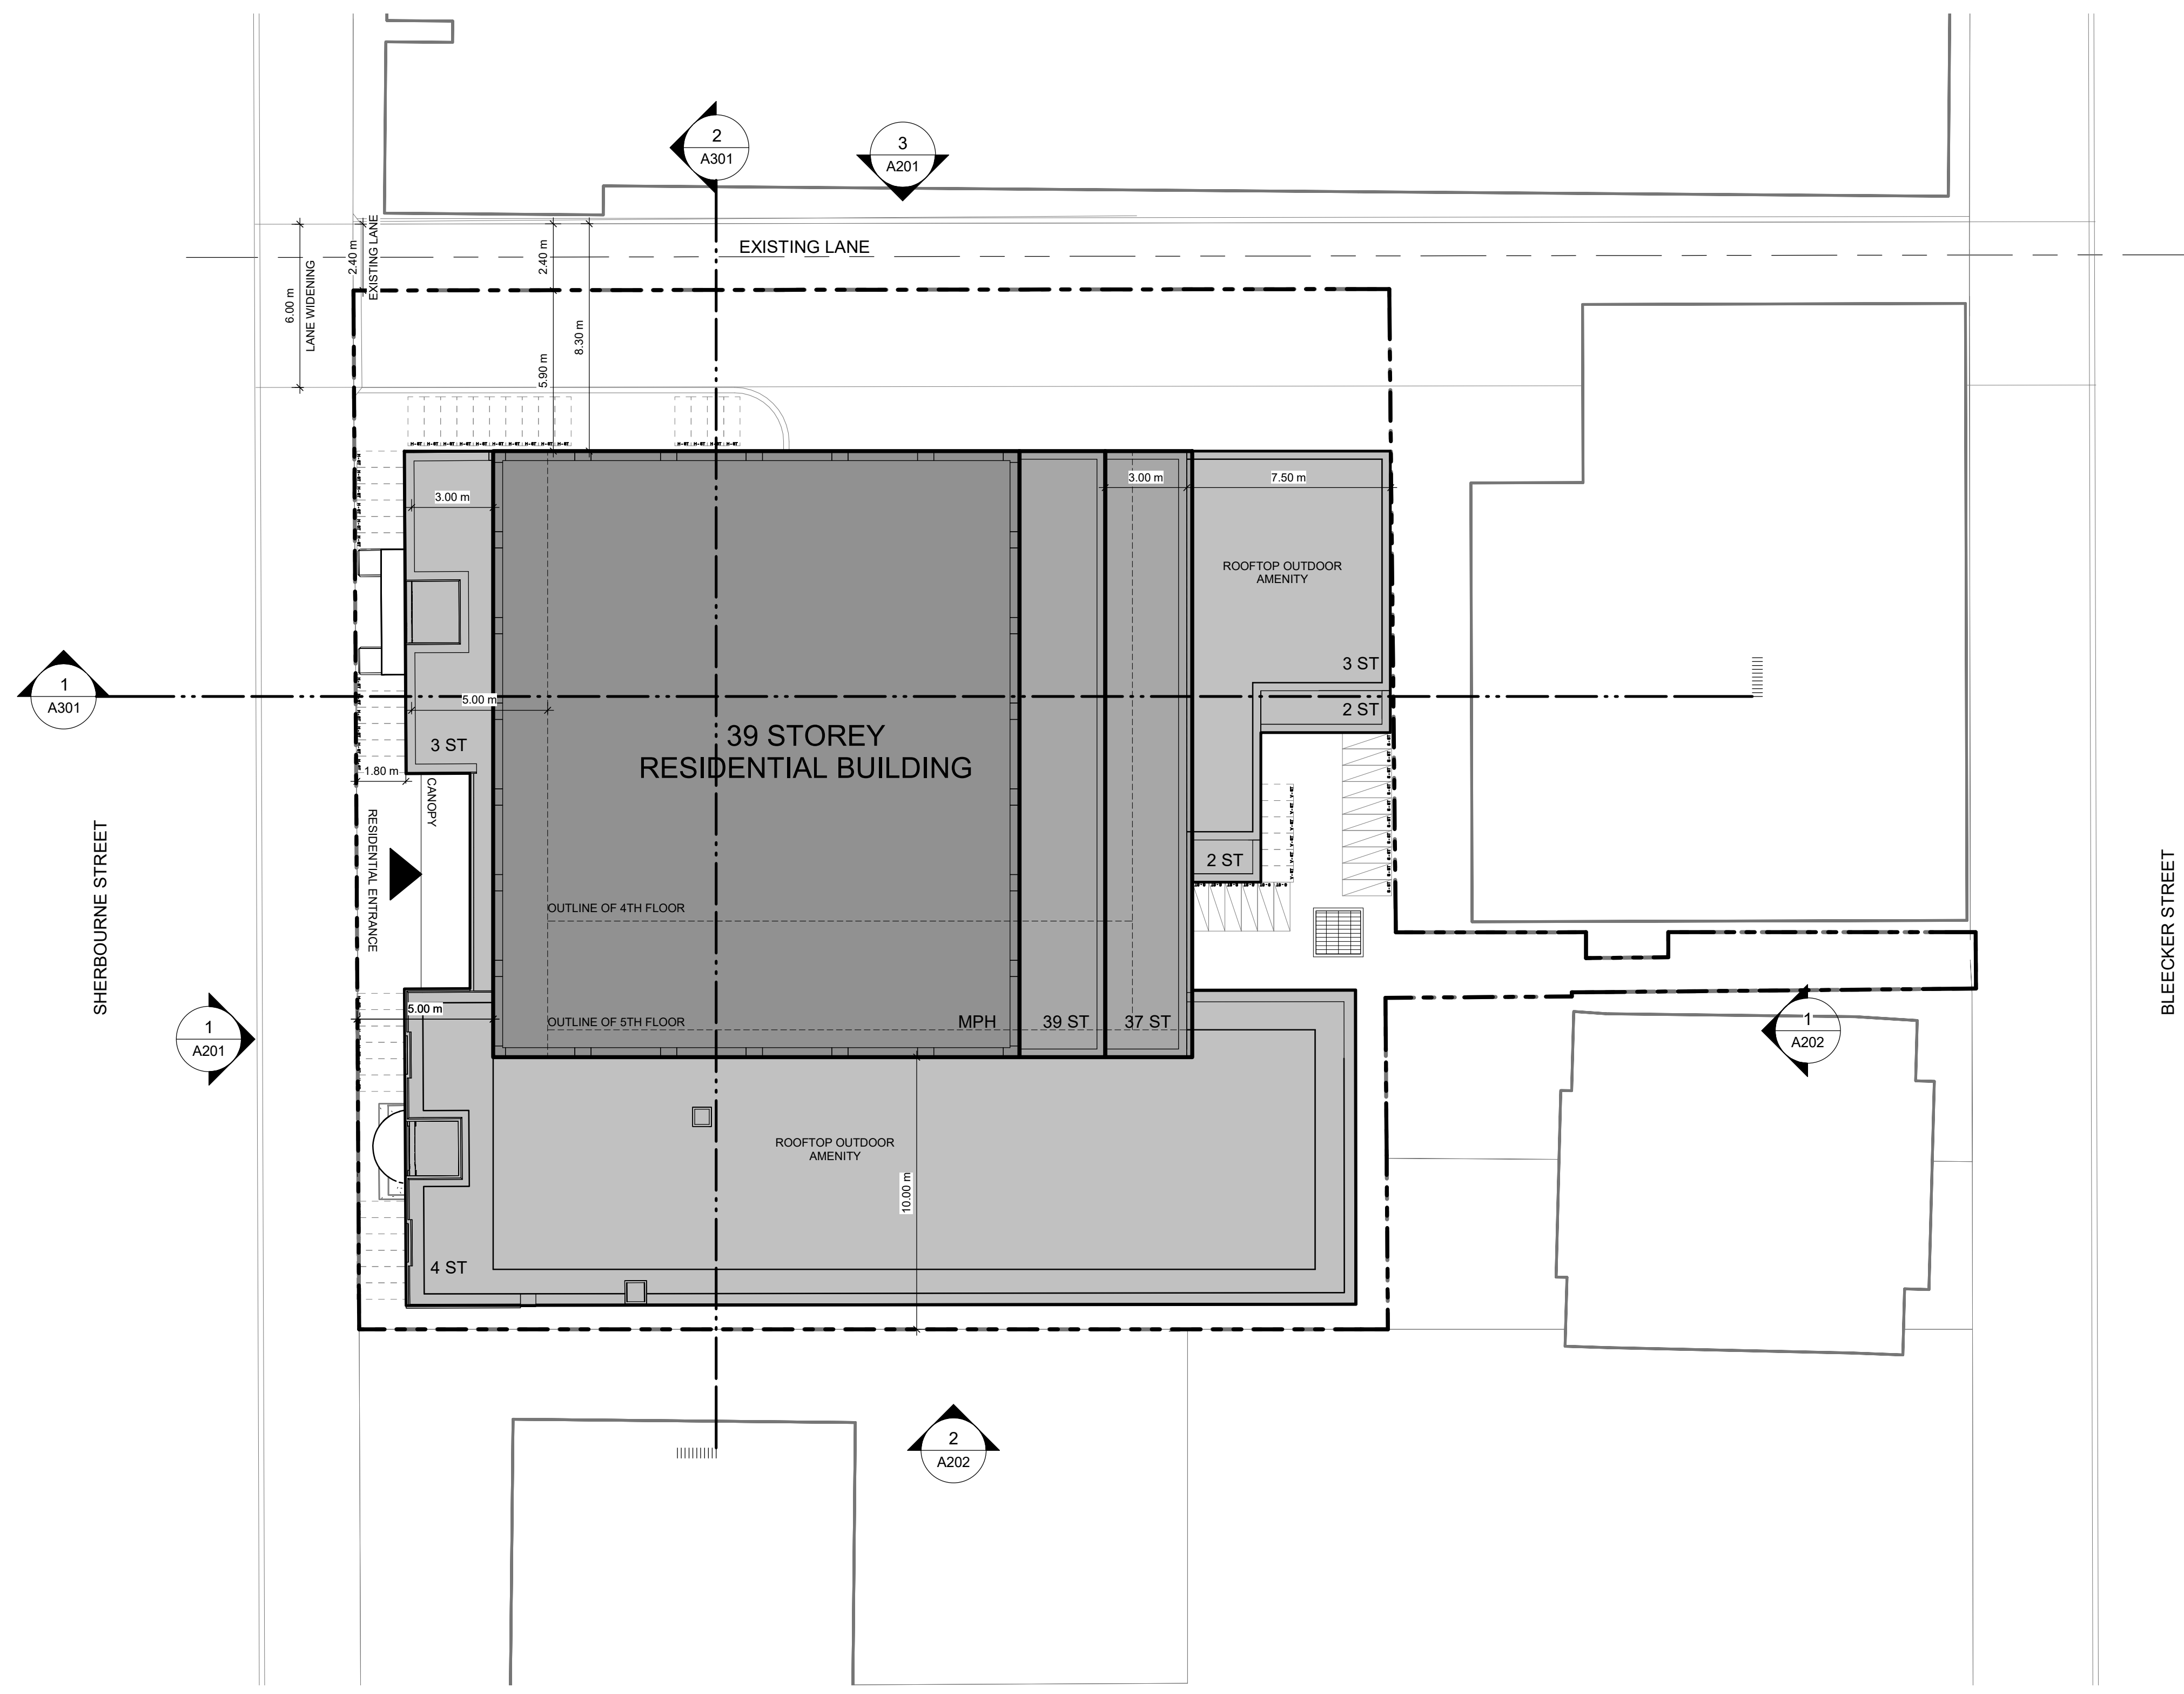 2
A301
3
A201
EXISTING LANE
2.40 m
EXISTING LANE
2.40 m
6.00 m
LANE WIDENING
8.30 m
5.90 m
3.00 m
3.00 m
7.50 m
ROOFTOP OUTDOOR
AMENITY
3 ST
1
A301
5.00 m
2 ST
3 ST
39 STOREY
RESIDENTIAL BUILDING
1.80 m
CANOPY
RESIDENTIAL ENTRANCE
2 ST
SHERBOURNE STREET
BLEECKER STREET
OUTLINE OF 4TH FLOOR
5.00 m
OUTLINE OF 5TH FLOOR
MPH
39 ST
37 ST
1
A201
1
A202
ROOFTOP OUTDOOR
AMENITY
10.00 m
4 ST
2
A202